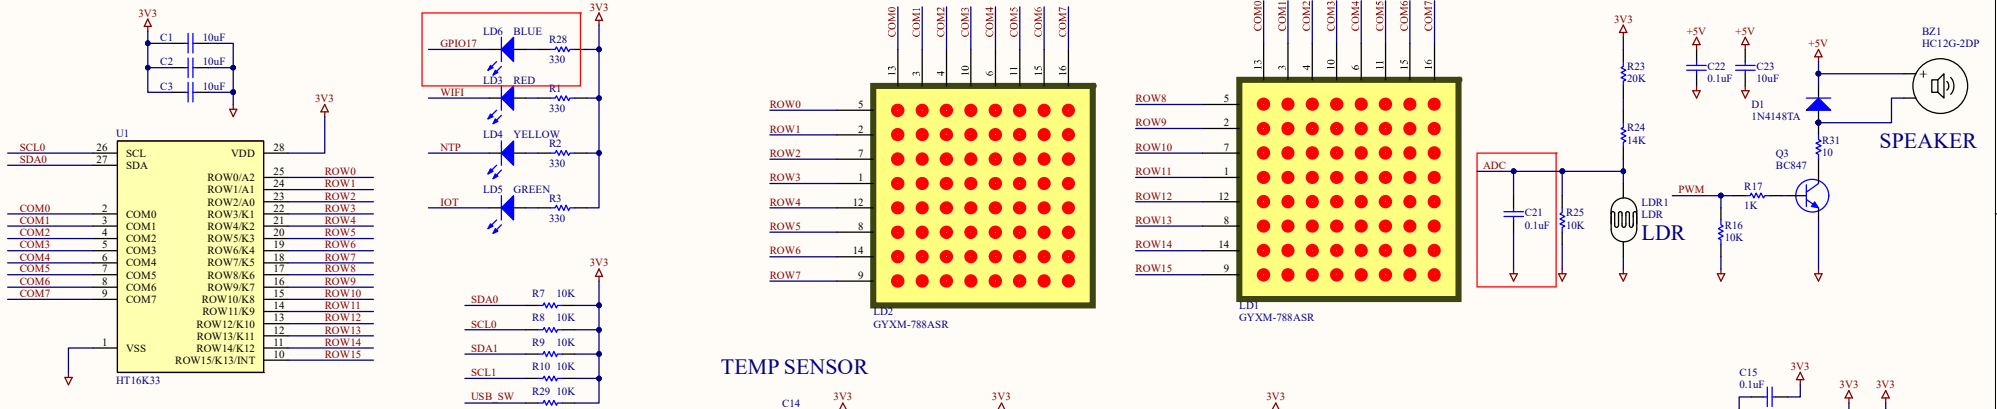 3V3
C1 10uF
C2 10uF
C3 10uF
3V3
U1
SCL0 26 SCL VDD 28
SDA0 27 SDA
ROW0/A2 25 ROW0
ROW1/A1 24 ROW1
ROW2/A0 23 ROW2
COM0 2 COM0 ROW3/K1 22 ROW3
COM1 3 COM1 ROW4/K2 21 ROW4
COM2 4 COM2 ROW5/K3 20 ROW5
COM3 5 COM3 ROW6/K4 19 ROW6
COM4 6 COM4 ROW7/K5 18 ROW7
COM5 7 COM5 ROW8/K6 17 ROW8
COM6 8 COM6 ROW9/K7 16 ROW9
COM7 9 COM7 ROW10/K8 15 ROW10
ROW11/K9 14 ROW11
ROW12/K10 13 ROW12
ROW13/K11 12 ROW13
1 VSS ROW14/K12 11 ROW14
ROW15/K13/INT 10 ROW15
HT16K33
3V3
LD6 BLUE
GPIO17 R28
330
LD3 RED
WIFI R1
330
LD4 YELLOW
NTP R2
330
LD5 GREEN
IOT R3
330
3V3
SDA0 R7 10K
SCL0 R8 10K
SDA1 R9 10K
SCL1 R10 10K
USB_SW R29 10K
COM0 COM1 COM2 COM3 COM4 COM5 COM6 COM7
13 3 4 10 6 11 15 16
ROW0 5
ROW1 2
ROW2 7
ROW3 1
ROW4 12
ROW5 8
ROW6 14
ROW7 9
LD2
GYXM-788ASR
COM0 COM1 COM2 COM3 COM4 COM5 COM6 COM7
13 3 4 10 6 11 15 16
ROW8 5
ROW9 2
ROW10 7
ROW11 1
ROW12 12
ROW13 8
ROW14 14
ROW15 9
LD1
GYXM-788ASR
3V3
R23
20K
R24
14K
ADC
C21
0.1uF
R25
10K
LDR1
LDR
LDR
+5V +5V
C22
0.1uF
C23
10uF
+5V
BZ1
HC12G-2DP
+
D1
1N4148TA
SPEAKER
R31
10
Q3
BC847
PWM R17
1K
R16
10K
TEMP SENSOR
C14 3V3 3V3 3V3
C15
0.1uF
3V3
3V3 3V3